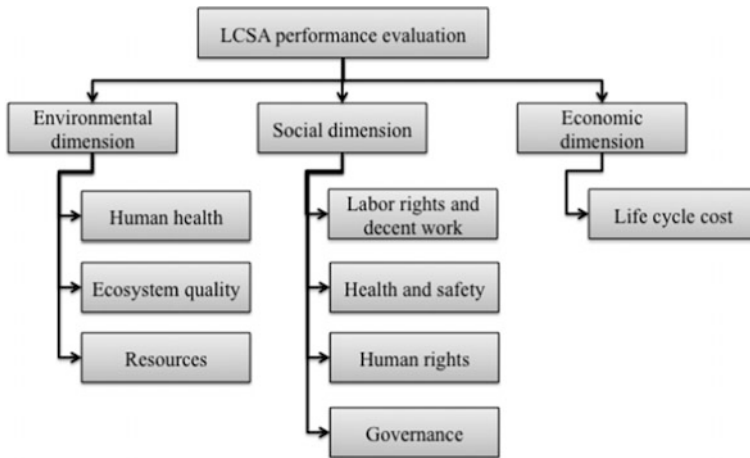 LCSA performance evaluation
Environmental
dimension
Social dimension
Economic
dimension
Human health
Ecosystem quality
Resources
Labor rights and
decent work
Health and safety
Human rights
Governance
Life cycle cost